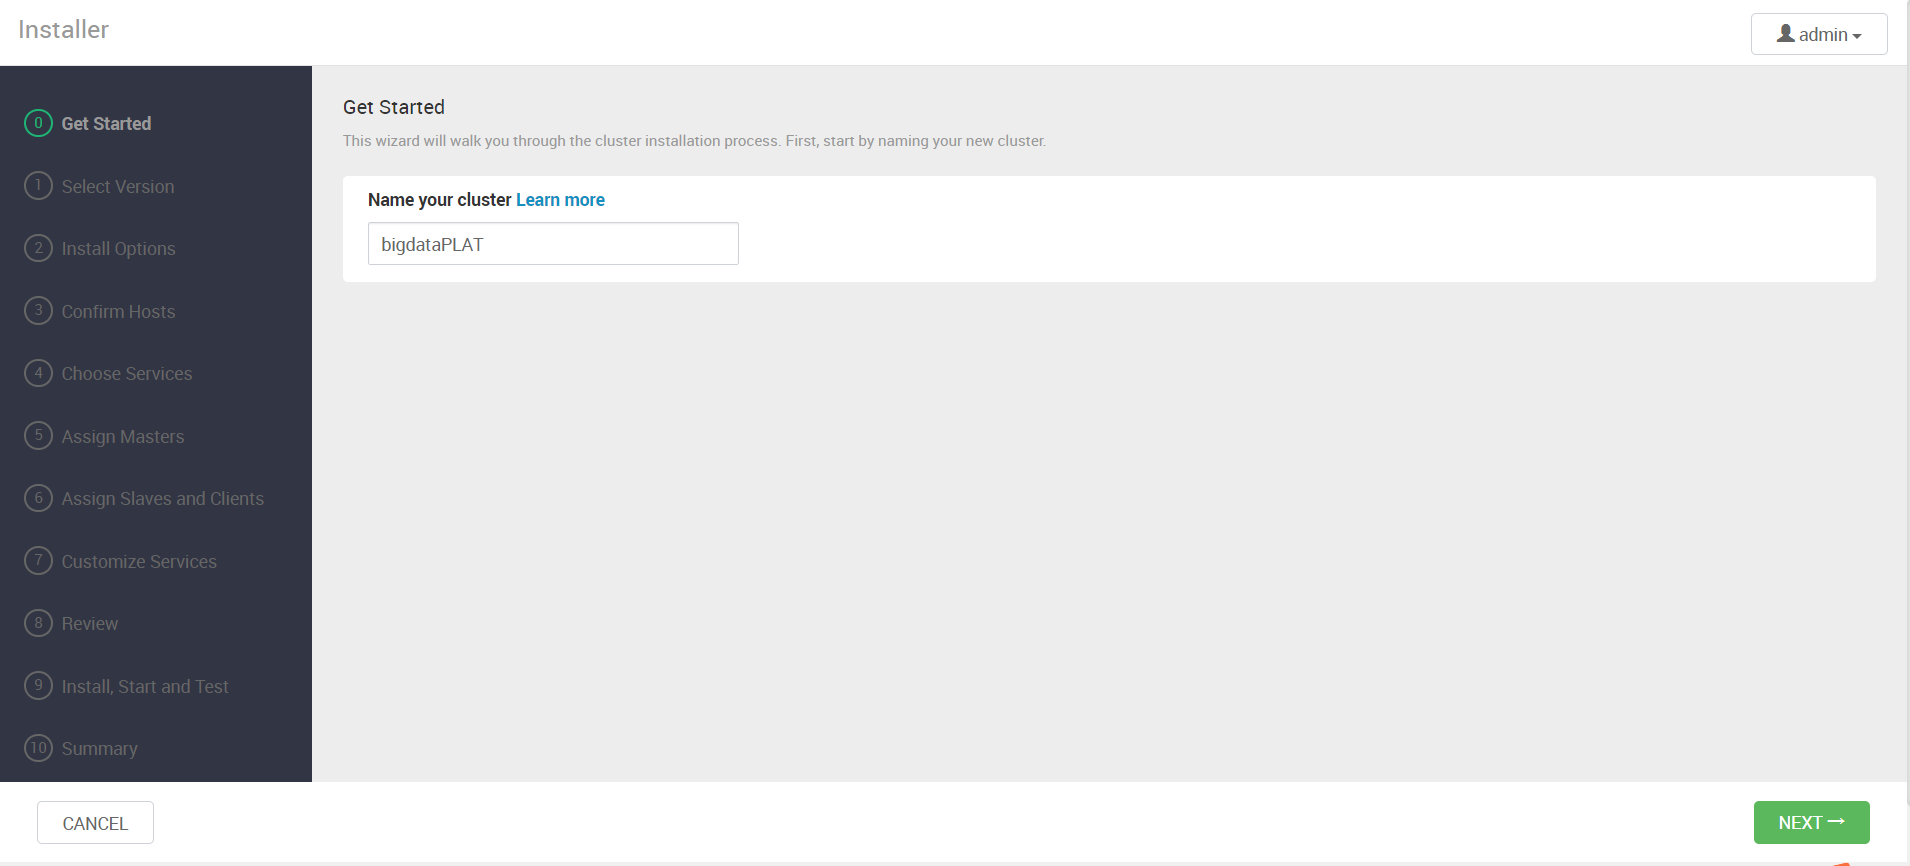 Installer
admin
0 Get Started
1 Select Version
2 Install Options
3 Confirm Hosts
4 Choose Services
5 Assign Masters
6 Assign Slaves and Clients
7 Customize Services
8 Review
9 Install, Start and Test
10 Summary
Get Started
This wizard will walk you through the cluster installation process. First, start by naming your new cluster.
Name your cluster Learn more
bigdataPLAT
CANCEL
NEXT →